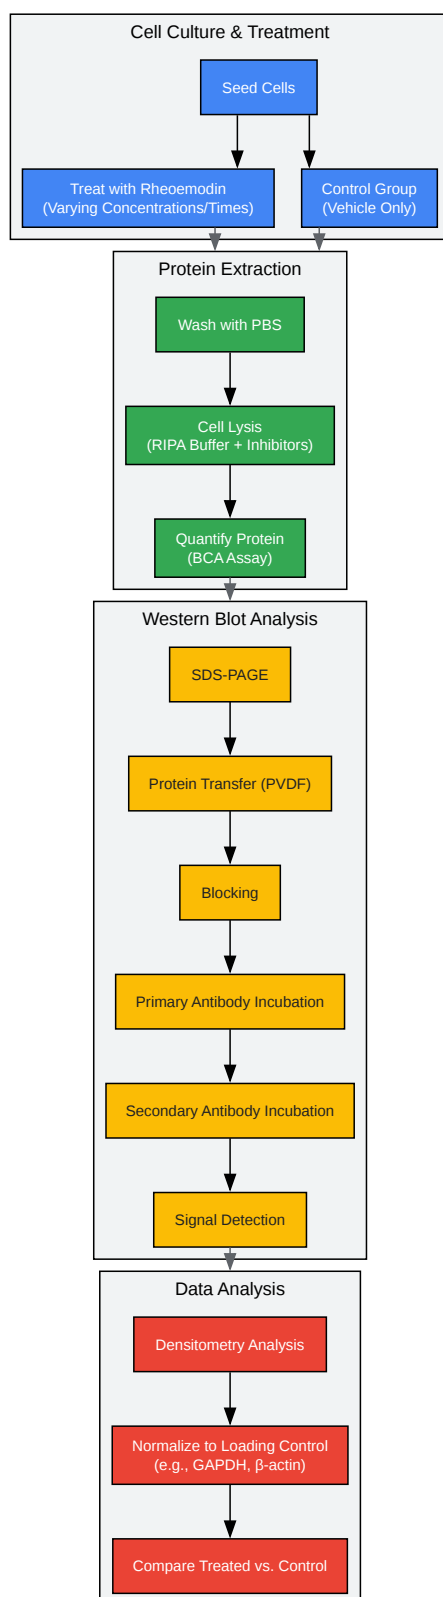 Cell Culture & Treatment
Seed Cells
Treat with Rheoemodin
(Varying Concentrations/Times)
Control Group
(Vehicle Only)
Protein Extraction
Wash with PBS
Cell Lysis
(RIPA Buffer + Inhibitors)
Quantify Protein
(BCA Assay)
Western Blot Analysis
SDS-PAGE
Protein Transfer (PVDF)
Blocking
Primary Antibody Incubation
Secondary Antibody Incubation
Signal Detection
Data Analysis
Densitometry Analysis
Normalize to Loading Control
(e.g., GAPDH, β-actin)
Compare Treated vs. Control